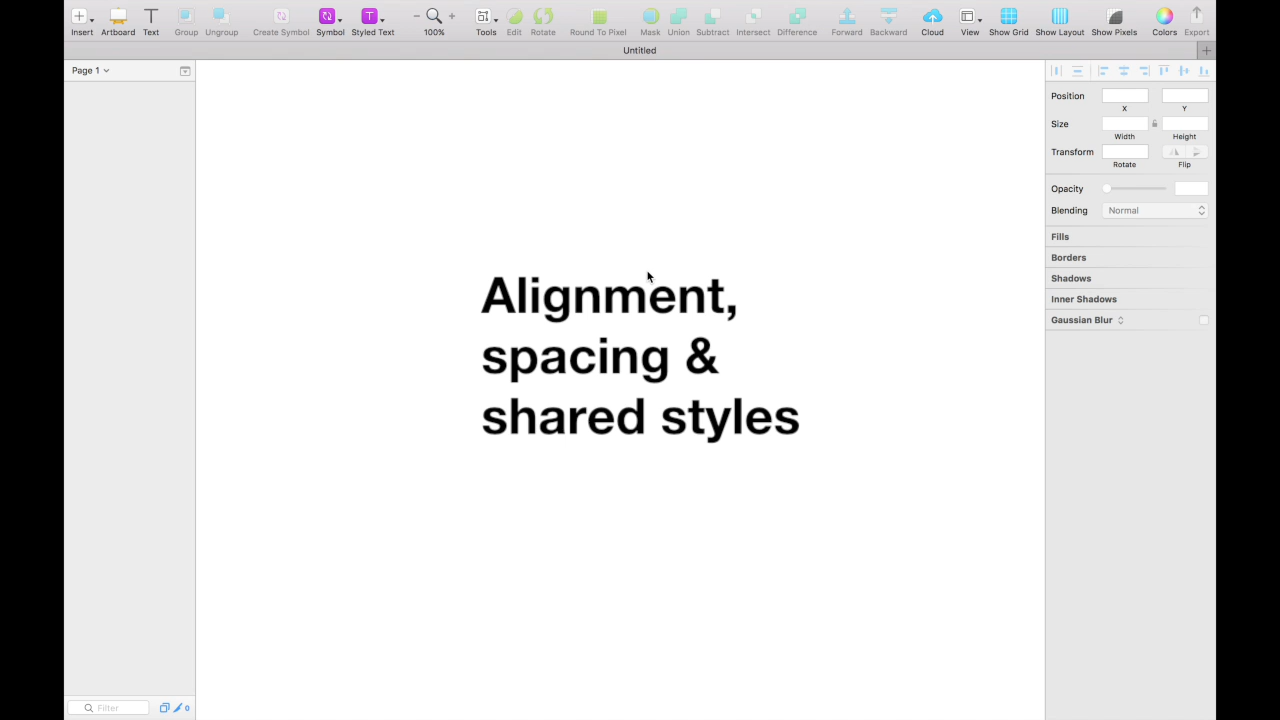 Insert Artboard Text Group Ungroup Create Symbol Symbol Styled Text 100% Tools Edit Rotate Round To Pixel Mask Union Subtract Intersect Difference Forward Backward Cloud View Show Grid Show Layout Show Pixels Colors Export
Untitled
Page 1
Alignment,
spacing &
shared styles
Position
X Y
Size
Width Height
Transform
Rotate Flip
Opacity
Blending Normal
Fills
Borders
Shadows
Inner Shadows
Gaussian Blur
Filter 0